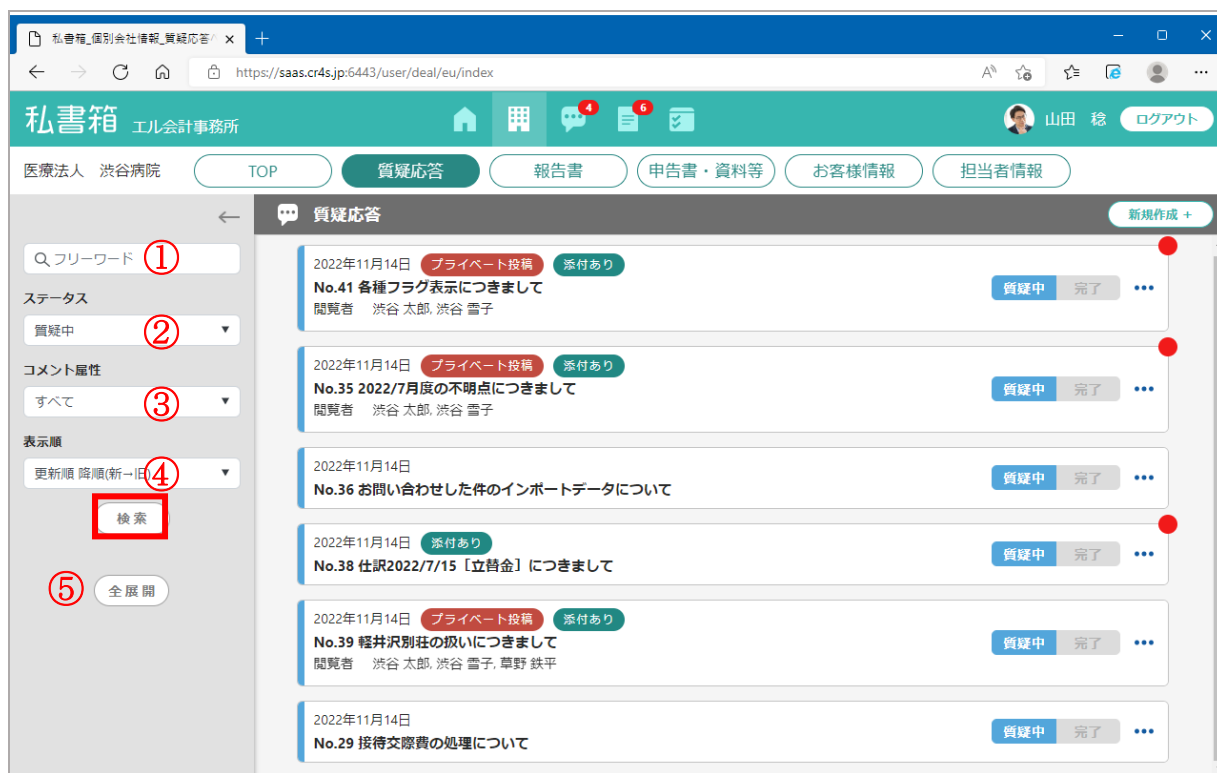 私書箱_個別会社情報_質疑応答
https://saas.cr4s.jp:6443/user/deal/eu/index
私書箱 エル会計事務所
4
6
山田 稔
ログアウト
医療法人 渋谷病院
TOP
質疑応答
報告書
申告書・資料等
お客様情報
担当者情報
質疑応答
新規作成 +
フリーワード ①
ステータス
質疑中 ② ▼
コメント属性
すべて ③ ▼
表示順
更新順 降順(新→旧) ④ ▼
検索
⑤ 全展開
2022年11月14日 プライベート投稿 添付あり
No.41 各種フラグ表示につきまして
閲覧者 渋谷 太郎, 渋谷 雪子
質疑中 完了 •••
2022年11月14日 プライベート投稿 添付あり
No.35 2022/7月度の不明点につきまして
閲覧者 渋谷 太郎, 渋谷 雪子
質疑中 完了 •••
2022年11月14日
No.36 お問い合わせした件のインポートデータについて
質疑中 完了 •••
2022年11月14日 添付あり
No.38 仕訳2022/7/15［立替金］につきまして
質疑中 完了 •••
2022年11月14日 プライベート投稿 添付あり
No.39 軽井沢別荘の扱いにつきまして
閲覧者 渋谷 太郎, 渋谷 雪子, 草野 鉄平
質疑中 完了 •••
2022年11月14日
No.29 接待交際費の処理について
質疑中 完了 •••